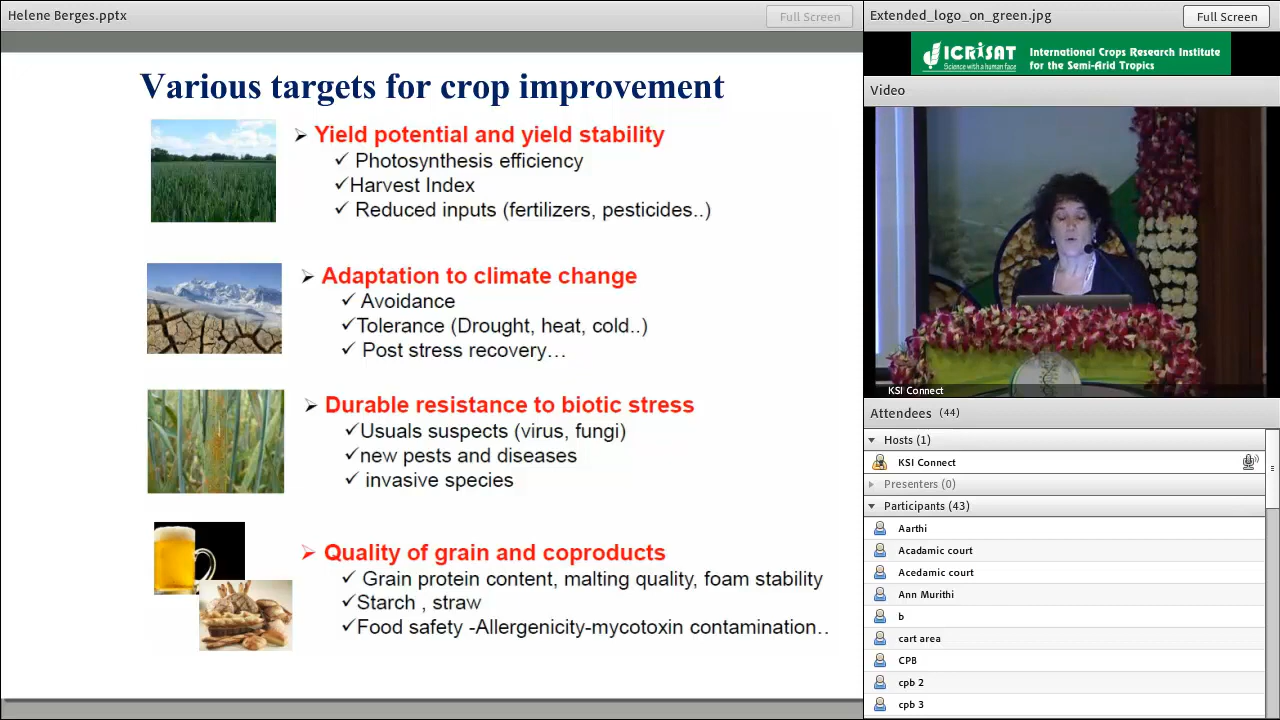 Helene Berges.pptx
Full Screen
Various targets for crop improvement
Yield potential and yield stability
Photosynthesis efficiency
Harvest Index
Reduced inputs (fertilizers, pesticides..)
Adaptation to climate change
Avoidance
Tolerance (Drought, heat, cold..)
Post stress recovery…
Durable resistance to biotic stress
Usuals suspects (virus, fungi)
new pests and diseases
invasive species
Quality of grain and coproducts
Grain protein content, malting quality, foam stability
Starch , straw
Food safety -Allergenicity-mycotoxin contamination..
Extended_logo_on_green.jpg
Full Screen
ICRISAT
Science with a human face
International Crops Research Institute
for the Semi-Arid Tropics
Video
KSI Connect
Attendees (44)
Hosts (1)
KSI Connect
Presenters (0)
Participants (43)
Aarthi
Acadamic court
Acedamic court
Ann Murithi
b
cart area
CPB
cpb 2
cpb 3